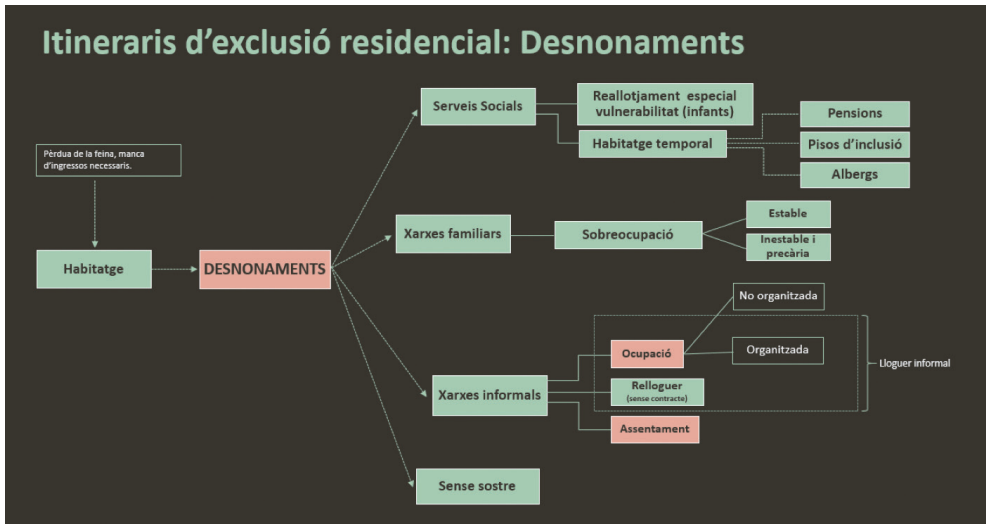 Itineraris d'exclusió residencial: Desnonaments
Pèrdua de la feina, manca
d'ingressos necessaris.
Habitatge
DESNONAMENTS
Serveis Socials
Reallotjament especial
vulnerabilitat (infants)
Habitatge temporal
Pensions
Pisos d'inclusió
Albergs
Xarxes familiars
Sobreocupació
Estable
Inestable i
precària
Xarxes informals
Ocupació
No organitzada
Organitzada
Relloguer
(sense contracte)
Assentament
Lloguer informal
Sense sostre